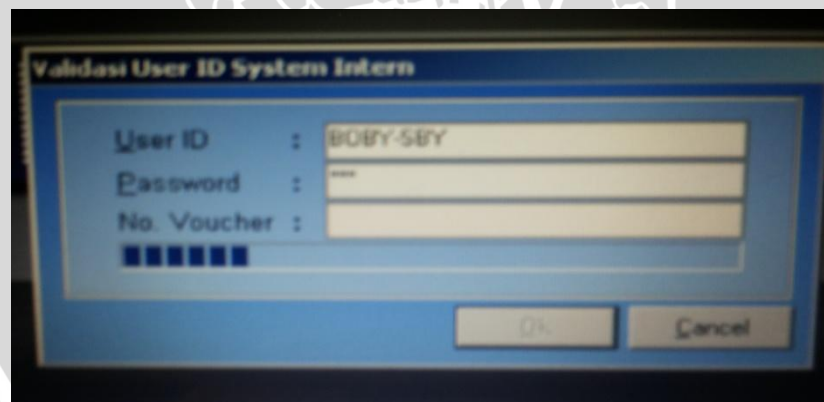 Validasi User ID System Intern
User ID : BOBY-SBY
Password : ***
No. Voucher :
Ok Cancel